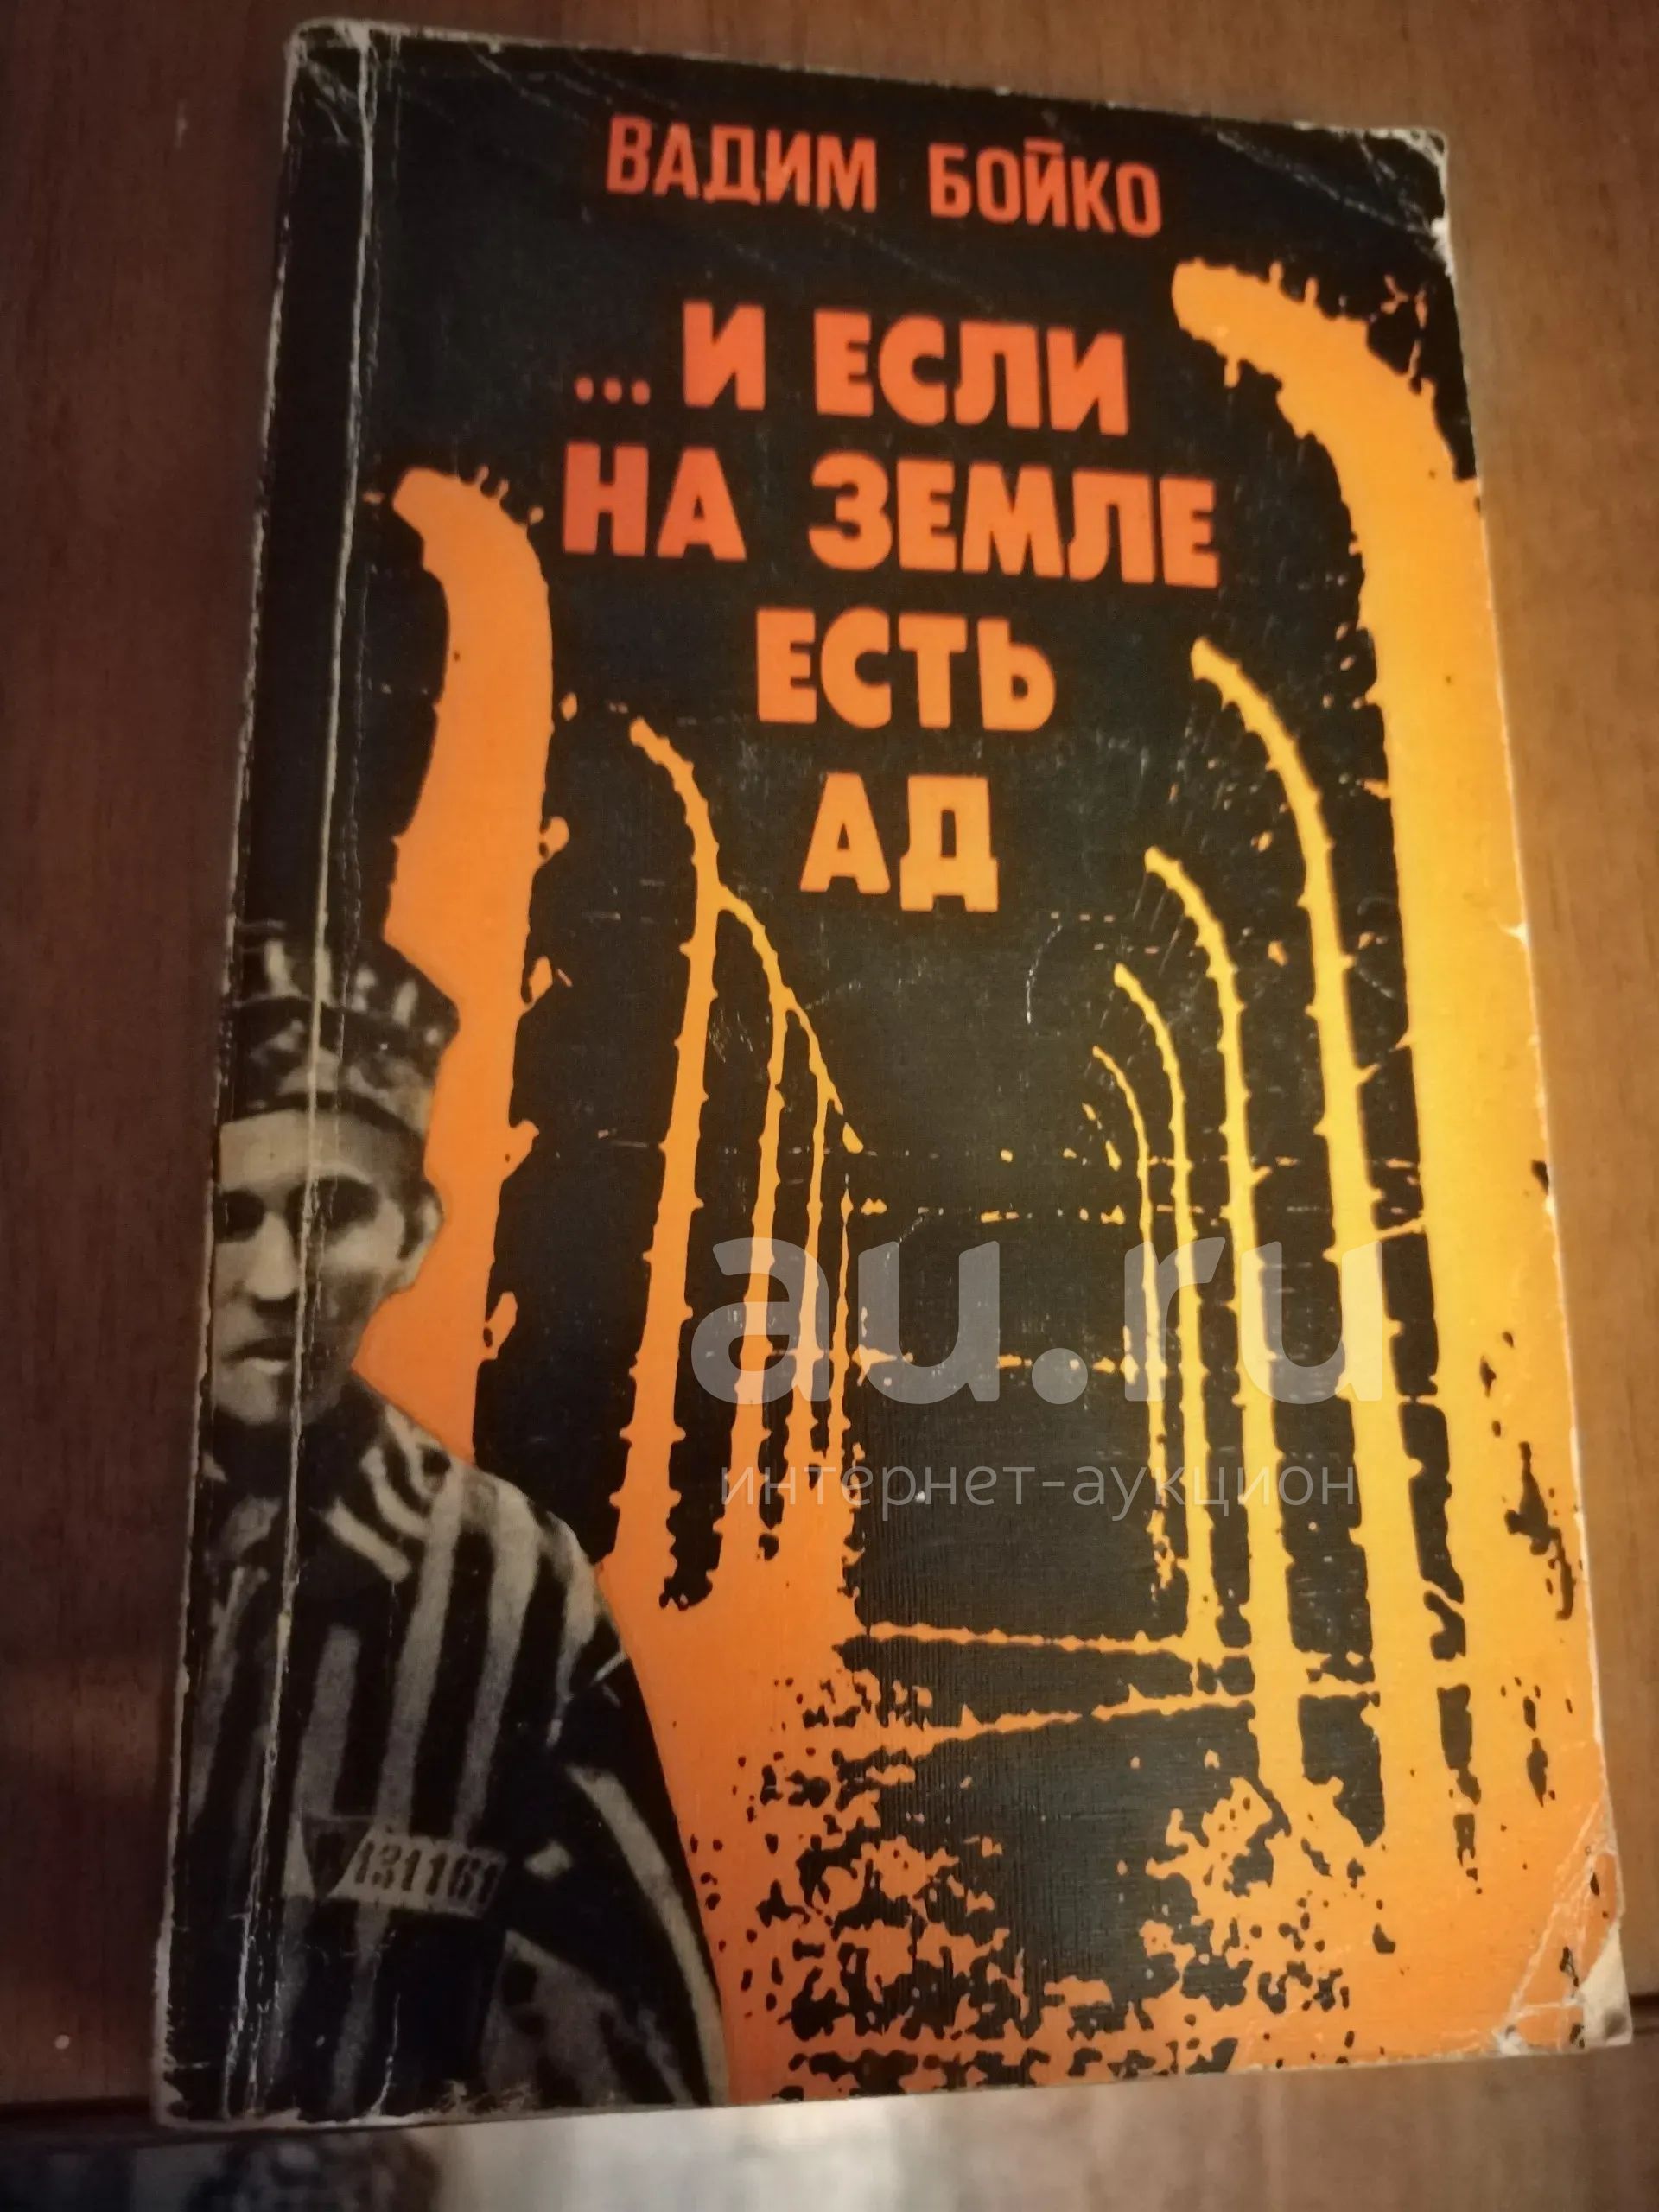 ВАДИМ БОЙКО
... И ЕСЛИ
НА ЗЕМЛЕ
ЕСТЬ
АД
au.ru
интернет-аукцион
131161